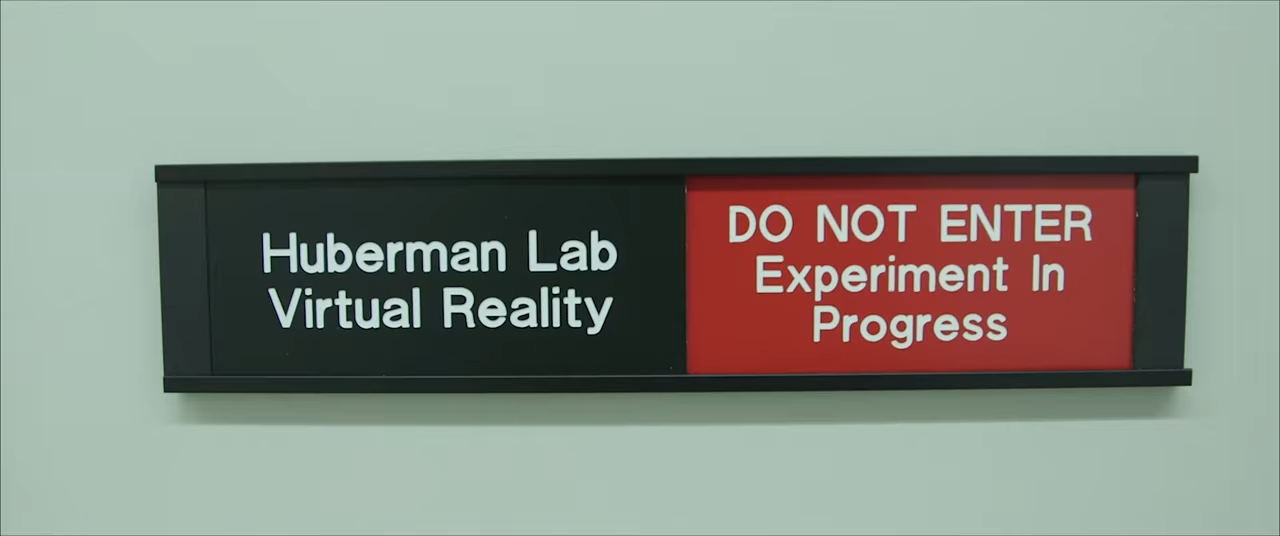 Huberman Lab
Virtual Reality
DO NOT ENTER
Experiment In
Progress